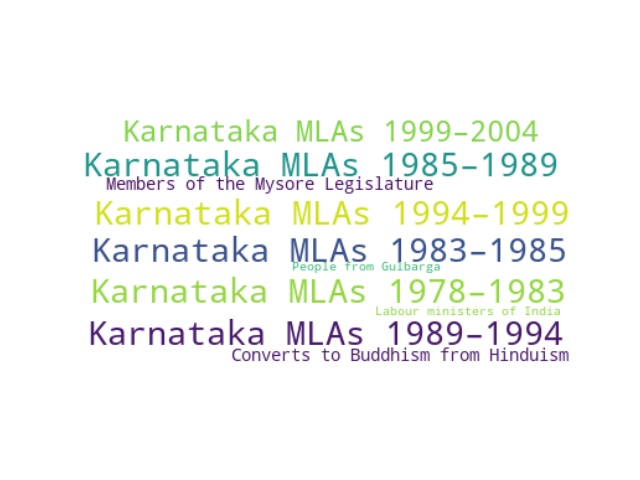 Karnataka MLAs 1999–2004
Karnataka MLAs 1985–1989
Members of the Mysore Legislature
Karnataka MLAs 1994–1999
Karnataka MLAs 1983–1985
People from Gulbarga
Karnataka MLAs 1978–1983
Labour ministers of India
Karnataka MLAs 1989–1994
Converts to Buddhism from Hinduism